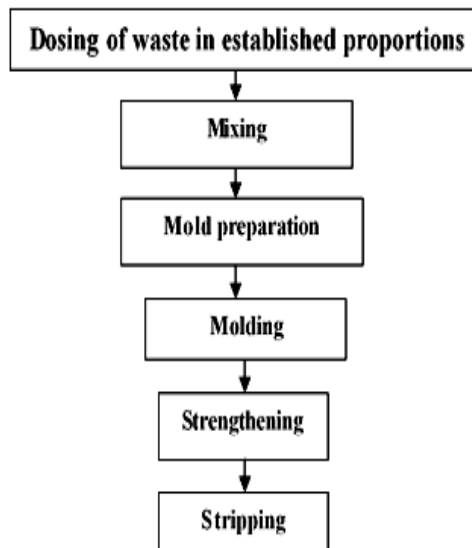 Dosing of waste in established proportions
Mixing
Mold preparation
Molding
Strengthening
Stripping